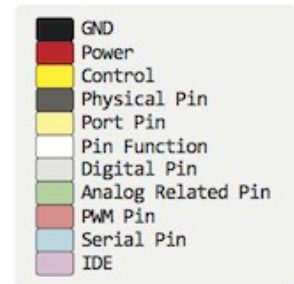 GND
Power
Control
Physical Pin
Port Pin
Pin Function
Digital Pin
Analog Related Pin
PWM Pin
Serial Pin
IDE